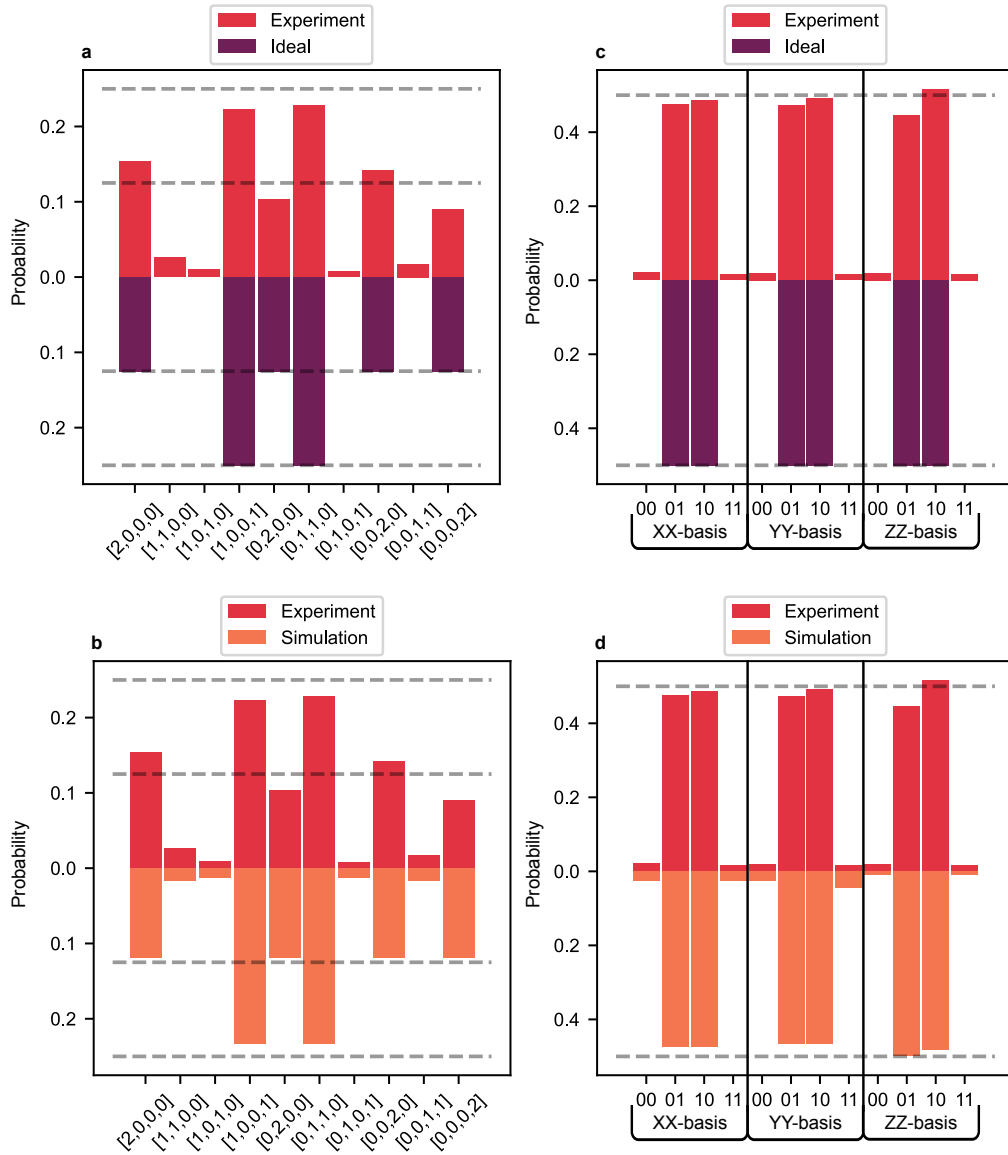 a
Experiment
Ideal
Probability
0.2
0.1
0.0
0.1
0.2
[2,0,0,0]
[1,1,0,0]
[1,0,1,0]
[1,0,0,1]
[0,2,0,0]
[0,1,1,0]
[0,1,0,1]
[0,0,2,0]
[0,0,1,1]
[0,0,0,2]
c
Experiment
Ideal
Probability
0.4
0.2
0.0
0.2
0.4
00 01 10 11 00 01 10 11 00 01 10 11
XX-basis YY-basis ZZ-basis
b
Experiment
Simulation
Probability
0.2
0.1
0.0
0.1
0.2
[2,0,0,0]
[1,1,0,0]
[1,0,1,0]
[1,0,0,1]
[0,2,0,0]
[0,1,1,0]
[0,1,0,1]
[0,0,2,0]
[0,0,1,1]
[0,0,0,2]
d
Experiment
Simulation
Probability
0.4
0.2
0.0
0.2
0.4
00 01 10 11 00 01 10 11 00 01 10 11
XX-basis YY-basis ZZ-basis